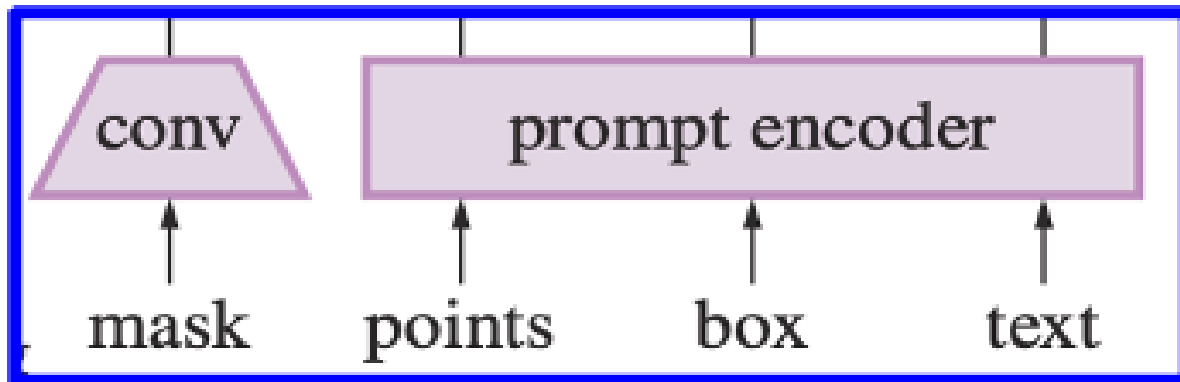 conv prompt encoder
mask points box text